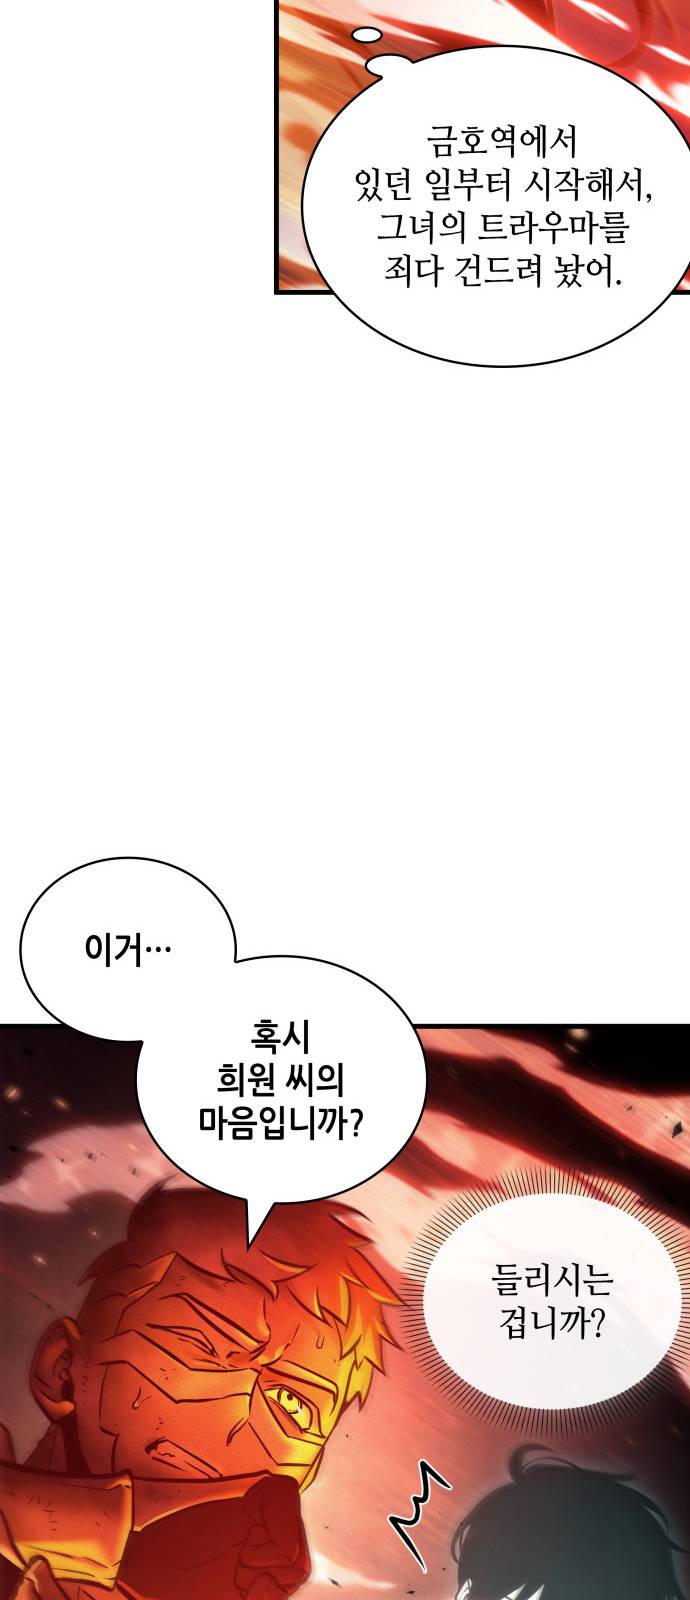 금호역에서
있던 일부터 시작해서,
그녀의 트라우마를
죄다 건드려 놨어.
이거…
혹시
희원 씨의
마음입니까?
들리시는
겁니까?